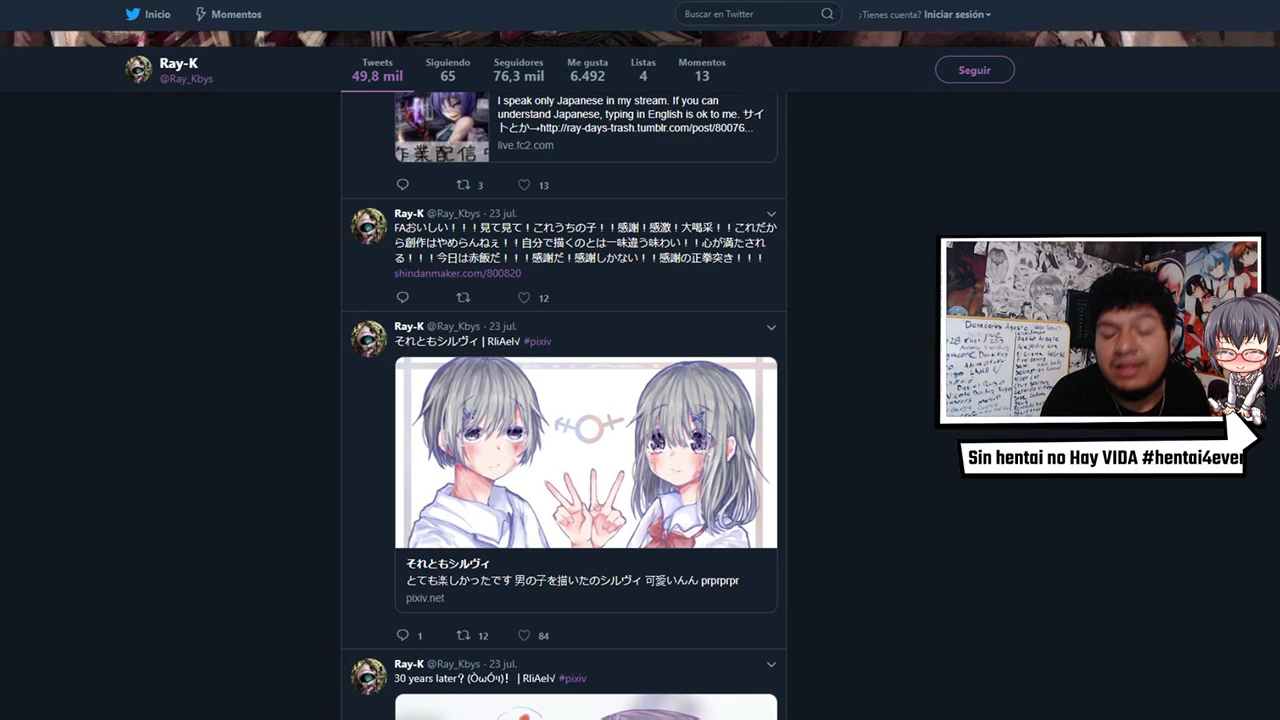 Inicio
Momentos
Buscar en Twitter
¿Tienes cuenta? Iniciar sesión
Ray-K
@Ray_Kbys
Tweets
49,8 mil
Siguiendo
65
Seguidores
76,3 mil
Me gusta
6.492
Listas
4
Momentos
13
Seguir
I speak only Japanese in my stream. If you can
understand Japanese, typing in English is ok to me. サイ
トとか→http://ray-days-trash.tumblr.com/post/80076...
live.fc2.com
作業配信中
3
13
Ray-K @Ray_Kbys · 23 jul.
FAおいしい！！！見て見て！これうちの子！！感謝！感激！大喝采！！これだか
ら創作はやめらんねぇ！！自分で描くのとは一味違う味わい！！心が満たされ
る！！！今日は赤飯だ！！！感謝だ！感謝しかない！！感謝の正拳突き！！！
shindanmaker.com/800820
12
Ray-K @Ray_Kbys · 23 jul.
それともシルヴィ | RliAel√ #pixiv
それともシルヴィ
とても楽しかったです 男の子を描いたのシルヴィ 可愛いんん prprprpr
pixiv.net
1
12
84
Ray-K @Ray_Kbys · 23 jul.
30 years later？(ÒωÓױ)！ | RliAel√ #pixiv
Donadores Agosto
Sin hentai no Hay VIDA #hentai4ever